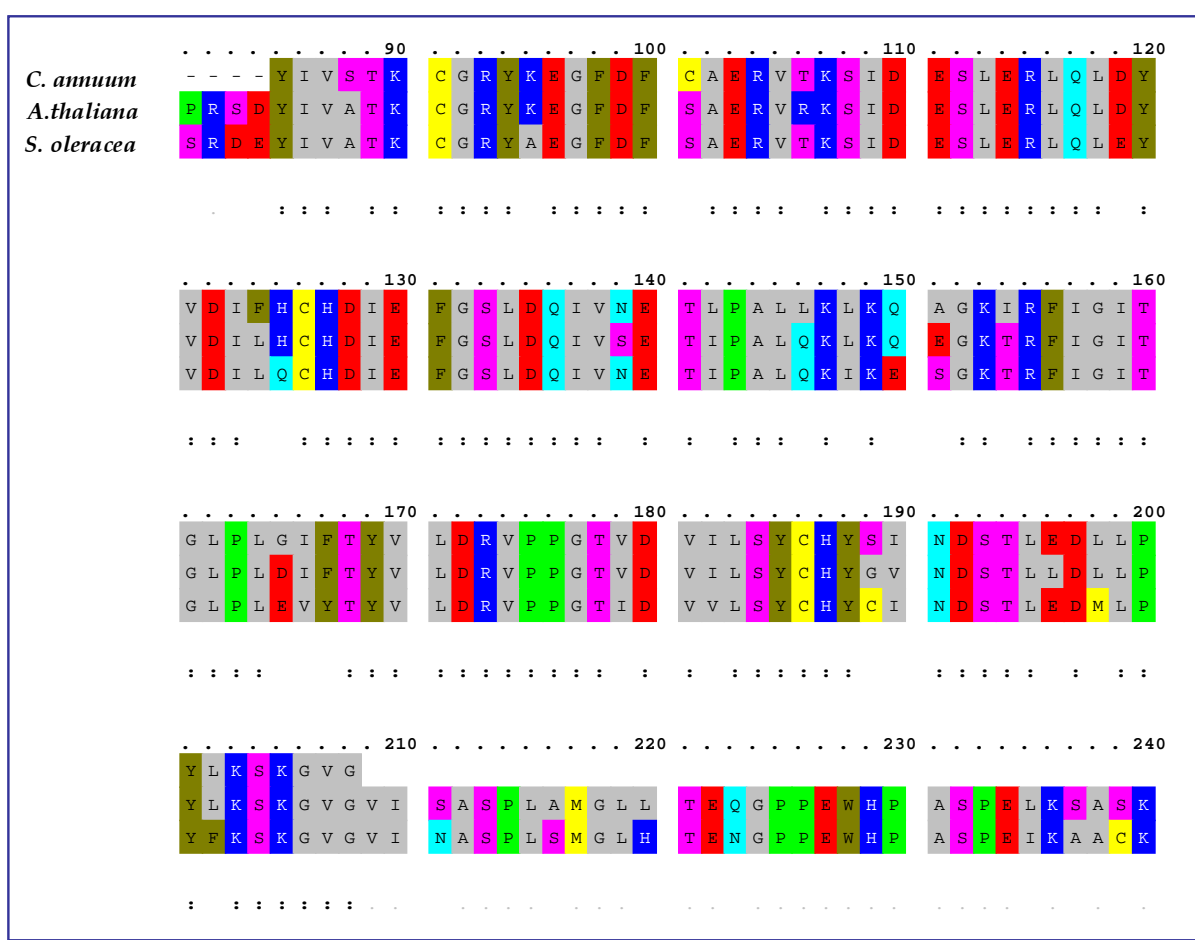 . . . . . . . . . 90 . . . . . . . . . 100 . . . . . . . . . 110 . . . . . . . . . 120
C. annuum - - - - Y I V S T K C G R Y K E G F D F C A E R V T K S I D E S L E R L Q L D Y
A.thaliana P R S D Y I V A T K C G R Y K E G F D F S A E R V R K S I D E S L E R L Q L D Y
S. oleracea S R D E Y I V A T K C G R Y A E G F D F S A E R V T K S I D E S L E R L Q L E Y
. : : : : : : : : : : : : : : : : : : : : : : : : : : : : : : : :
. . . . . . . . . 130 . . . . . . . . . 140 . . . . . . . . . 150 . . . . . . . . . 160
V D I F H C H D I E F G S L D Q I V N E T L P A L L K L K Q A G K I R F I G I T
V D I L H C H D I E F G S L D Q I V S E T I P A L Q K L K Q E G K T R F I G I T
V D I L Q C H D I E F G S L D Q I V N E T I P A L Q K I K E S G K T R F I G I T
: : : : : : : : : : : : : : : : : : : : : : : : : : : : : : :
. . . . . . . . . 170 . . . . . . . . . 180 . . . . . . . . . 190 . . . . . . . . . 200
G L P L G I F T Y V L D R V P P G T V D V I L S Y C H Y S I N D S T L E D L L P
G L P L D I F T Y V L D R V P P G T V D V I L S Y C H Y G V N D S T L L D L L P
G L P L E V Y T Y V L D R V P P G T I D V V L S Y C H Y C I N D S T L E D M L P
: : : : : : : : : : : : : : : : : : : : : : : : : : : : : : :
. . . . . . . . . 210 . . . . . . . . . 220 . . . . . . . . . 230 . . . . . . . . . 240
Y L K S K G V G
Y L K S K G V G V I S A S P L A M G L L T E Q G P P E W H P A S P E L K S A S K
Y F K S K G V G V I N A S P L S M G L H T E N G P P E W H P A S P E I K A A C K
: : : : : : : . . . . . . . . . . . . . . . . . . . . . . . .